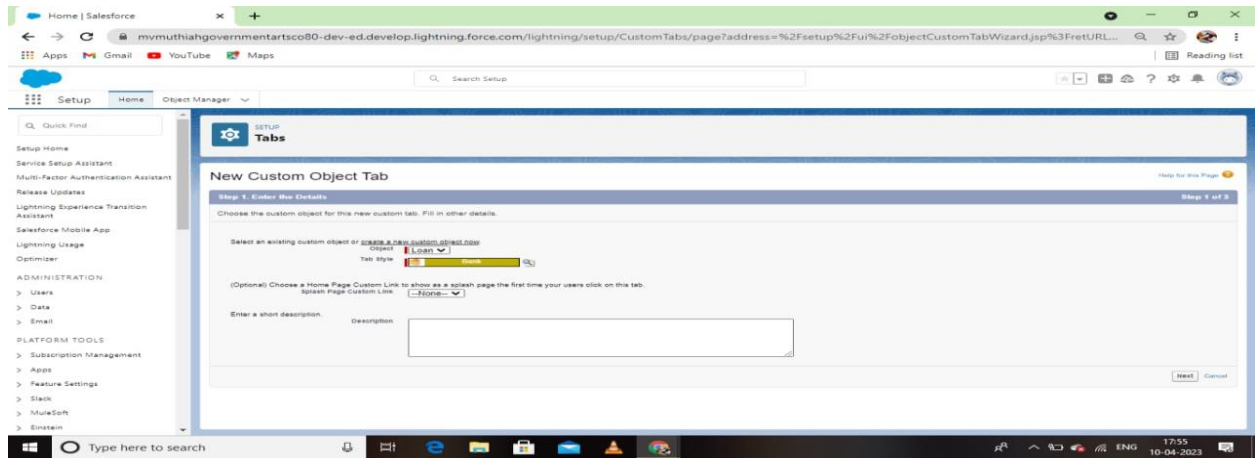 Home | Salesforce
mvmuthiahgovernmentartsco80-dev-ed.develop.lightning.force.com/lightning/setup/CustomTabs/page?address=%2Fsetup%2Fui%2FobjectCustomTabWizard.jsp%3FretURL...
Apps Gmail YouTube Maps Reading list
Search Setup
Setup Home Object Manager
Quick Find
SETUP
Tabs
Setup Home
Service Setup Assistant
Multi-Factor Authentication Assistant
Release Updates
Lightning Experience Transition
Assistant
Salesforce Mobile App
Lightning Usage
Optimizer
ADMINISTRATION
> Users
> Data
> Email
PLATFORM TOOLS
> Subscription Management
> Apps
> Feature Settings
> Slack
> MuleSoft
> Einstein
New Custom Object Tab
Help for this Page
Step 1. Enter the Details Step 1 of 3
Choose the custom object for this new custom tab. Fill in other details.
Select an existing custom object or create a new custom object now.
Object Loan
Tab Style Bank
(Optional) Choose a Home Page Custom Link to show as a splash page the first time your users click on this tab.
Splash Page Custom Link --None--
Enter a short description.
Description
Next Cancel
Type here to search
ENG
17:55
10-04-2023